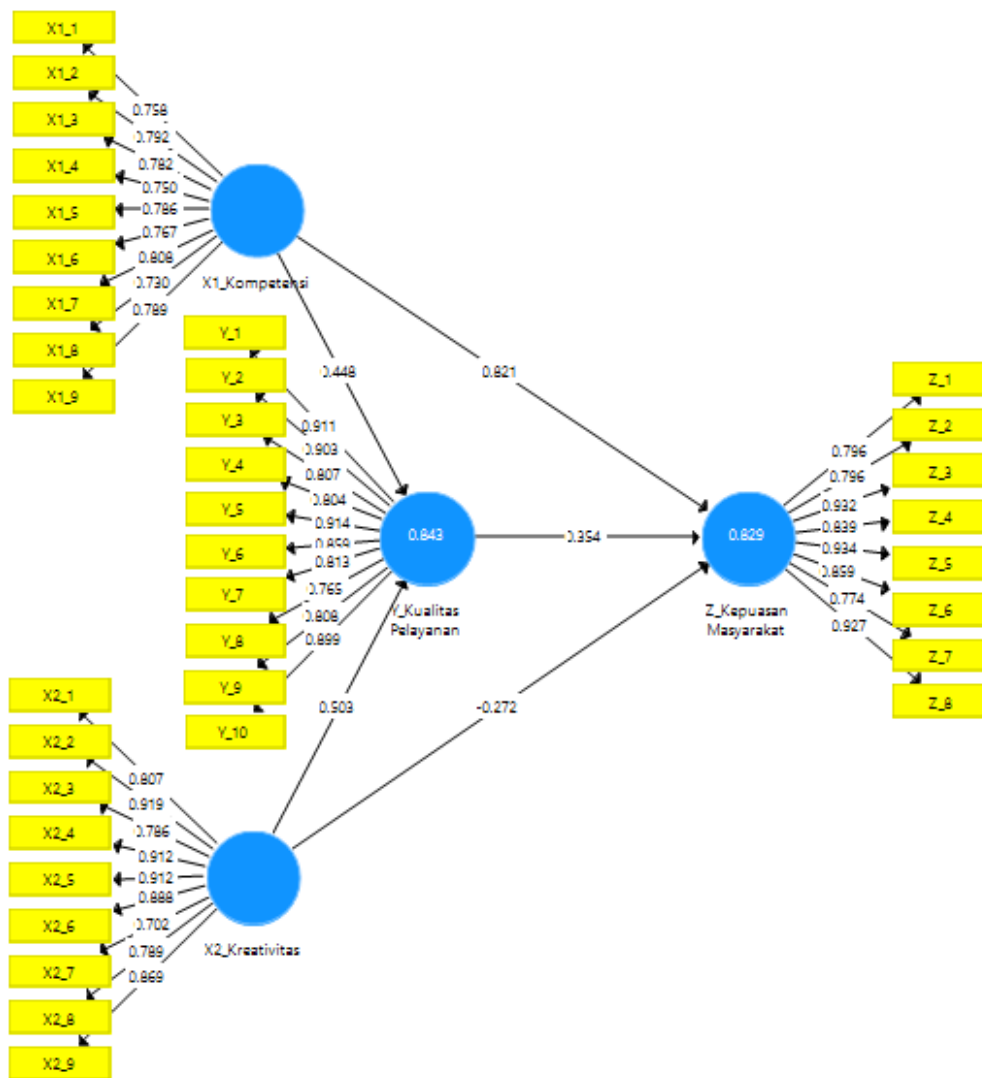 X1_1
X1_2
X1_3
X1_4
X1_5
X1_6
X1_7
X1_8
X1_9
0.758
0.792
0.782
0.750
0.786
0.767
0.808
0.730
0.789
X1_Kompetensi
0.448
0.821
Y_1
Y_2
Y_3
Y_4
Y_5
Y_6
Y_7
Y_8
Y_9
Y_10
0.911
0.903
0.807
0.804
0.914
0.859
0.813
0.765
0.808
0.899
0.843
Y_Kualitas
Pelayanan
0.354
0.829
Z_Kepuasan
Masyarakat
0.796
0.796
0.932
0.839
0.934
0.859
0.774
0.927
Z_1
Z_2
Z_3
Z_4
Z_5
Z_6
Z_7
Z_8
0.503
-0.272
X2_1
X2_2
X2_3
X2_4
X2_5
X2_6
X2_7
X2_8
X2_9
0.807
0.919
0.786
0.912
0.912
0.888
0.702
0.789
0.869
X2_Kreativitas